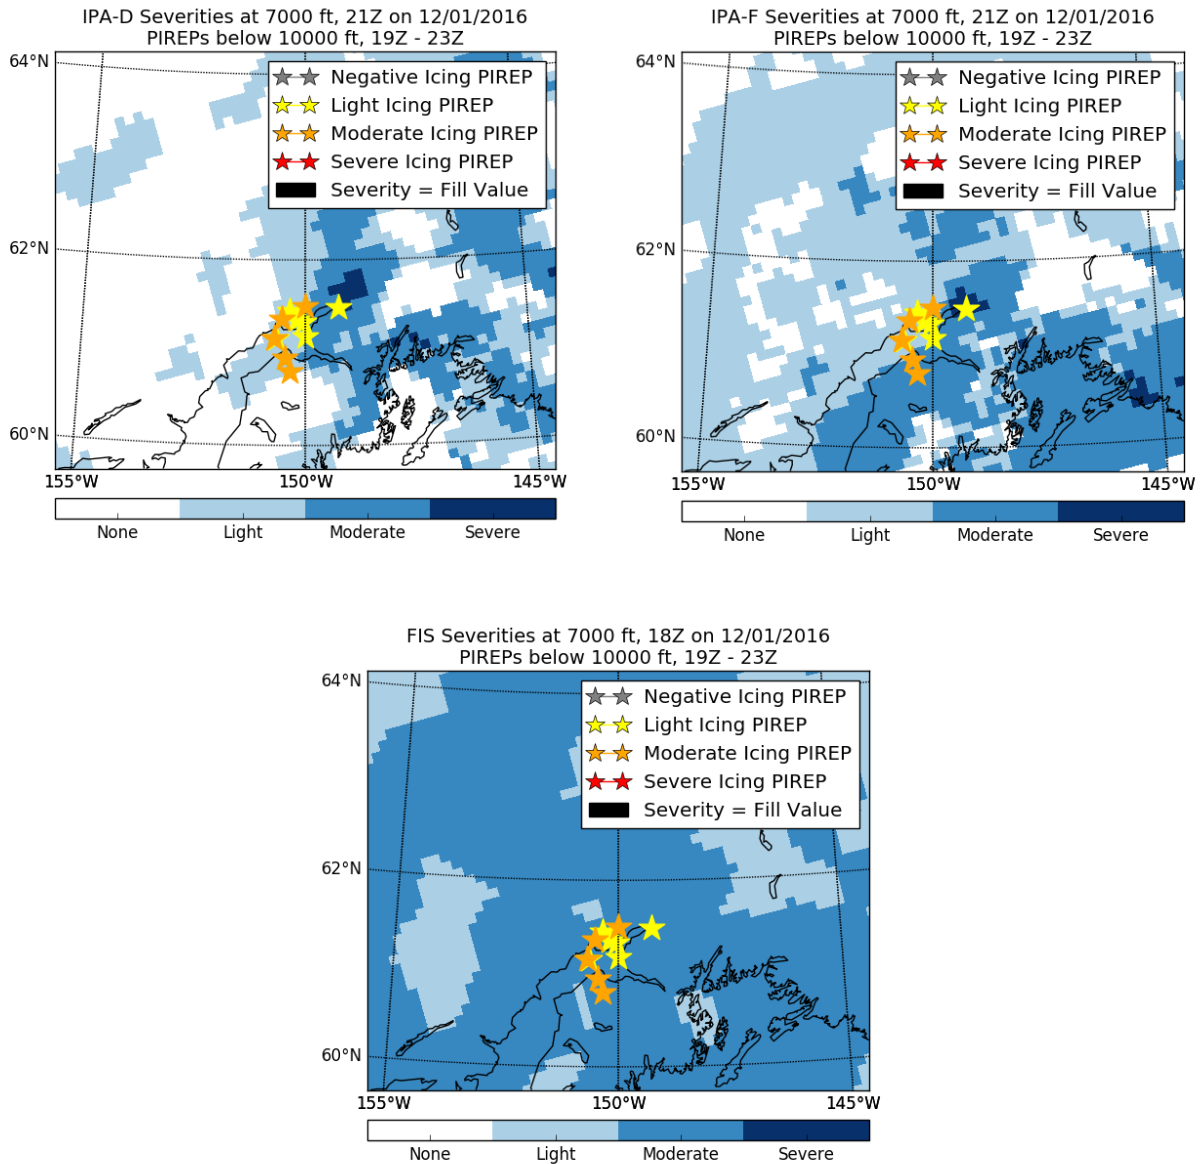 IPA-D Severities at 7000 ft, 21Z on 12/01/2016
PIREPs below 10000 ft, 19Z - 23Z
64°N
62°N
60°N
Negative Icing PIREP
Light Icing PIREP
Moderate Icing PIREP
Severe Icing PIREP
Severity = Fill Value
155°W
150°W
145°W
None
Light
Moderate
Severe
IPA-F Severities at 7000 ft, 21Z on 12/01/2016
PIREPs below 10000 ft, 19Z - 23Z
64°N
62°N
60°N
Negative Icing PIREP
Light Icing PIREP
Moderate Icing PIREP
Severe Icing PIREP
Severity = Fill Value
155°W
150°W
145°W
None
Light
Moderate
Severe
FIS Severities at 7000 ft, 18Z on 12/01/2016
PIREPs below 10000 ft, 19Z - 23Z
64°N
62°N
60°N
Negative Icing PIREP
Light Icing PIREP
Moderate Icing PIREP
Severe Icing PIREP
Severity = Fill Value
155°W
150°W
145°W
None
Light
Moderate
Severe